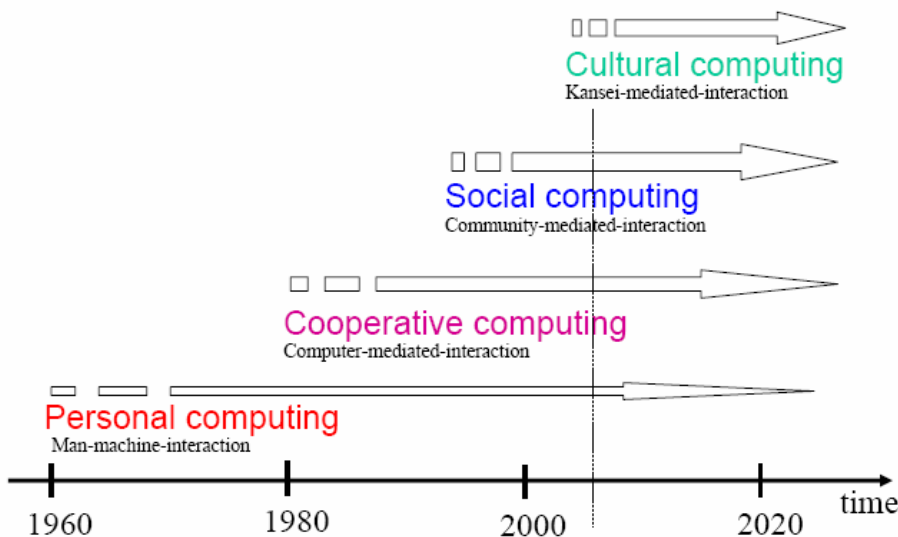 Cultural computing
Kansei-mediated-interaction
Social computing
Community-mediated-interaction
Cooperative computing
Computer-mediated-interaction
Personal computing
Man-machine-interaction
time
1960 1980 2000 2020